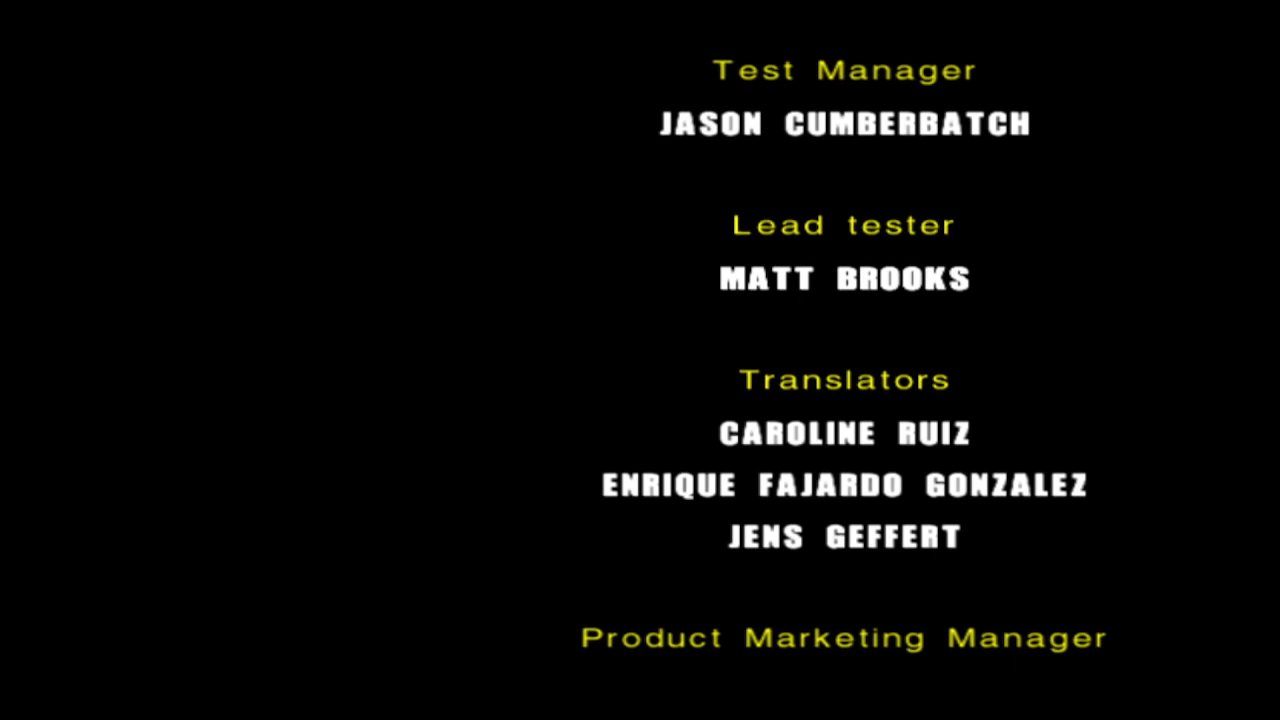 Test Manager
JASON CUMBERBATCH
Lead tester
MATT BROOKS
Translators
CAROLINE RUIZ
ENRIQUE FAJARDO GONZALEZ
JENS GEFFERT
Product Marketing Manager